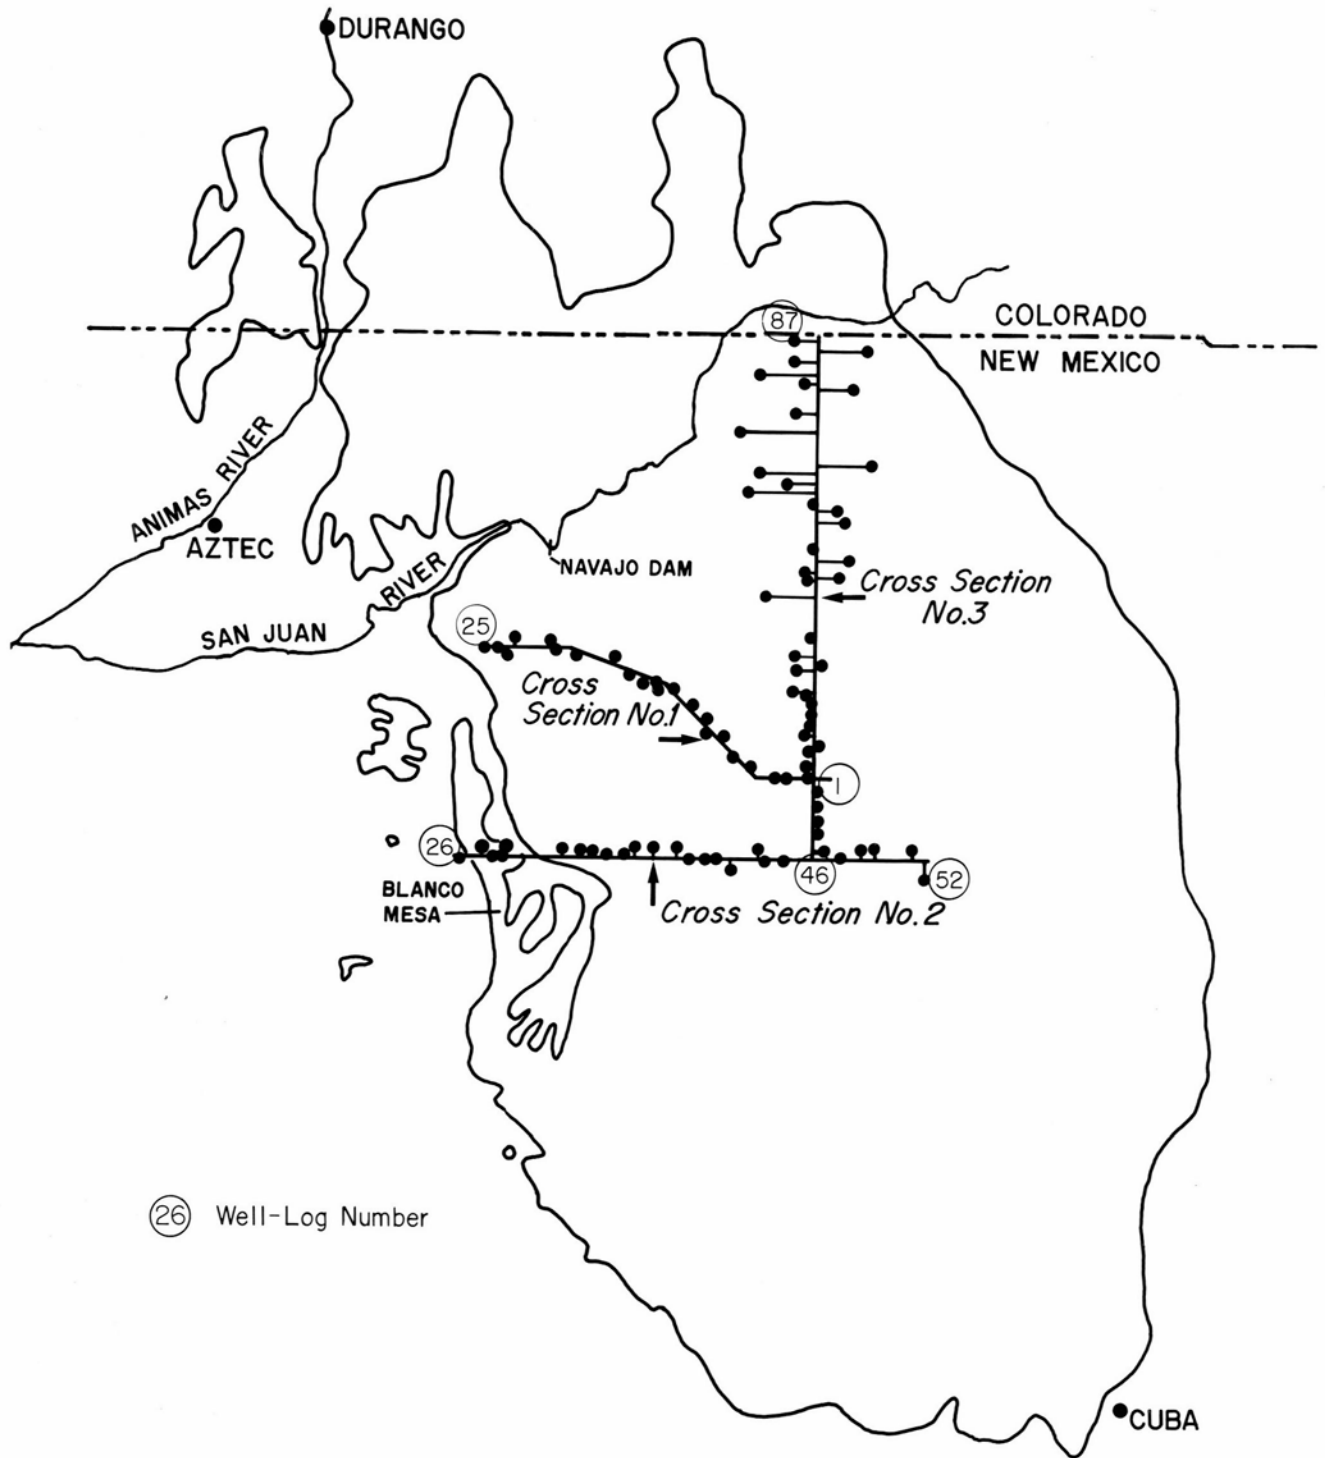 DURANGO
87
COLORADO
NEW MEXICO
ANIMAS RIVER
AZTEC
NAVAJO DAM
Cross Section
No.3
RIVER
SAN JUAN
25
Cross
Section No.1
1
26
46
52
BLANCO
MESA
Cross Section No.2
26 Well-Log Number
CUBA